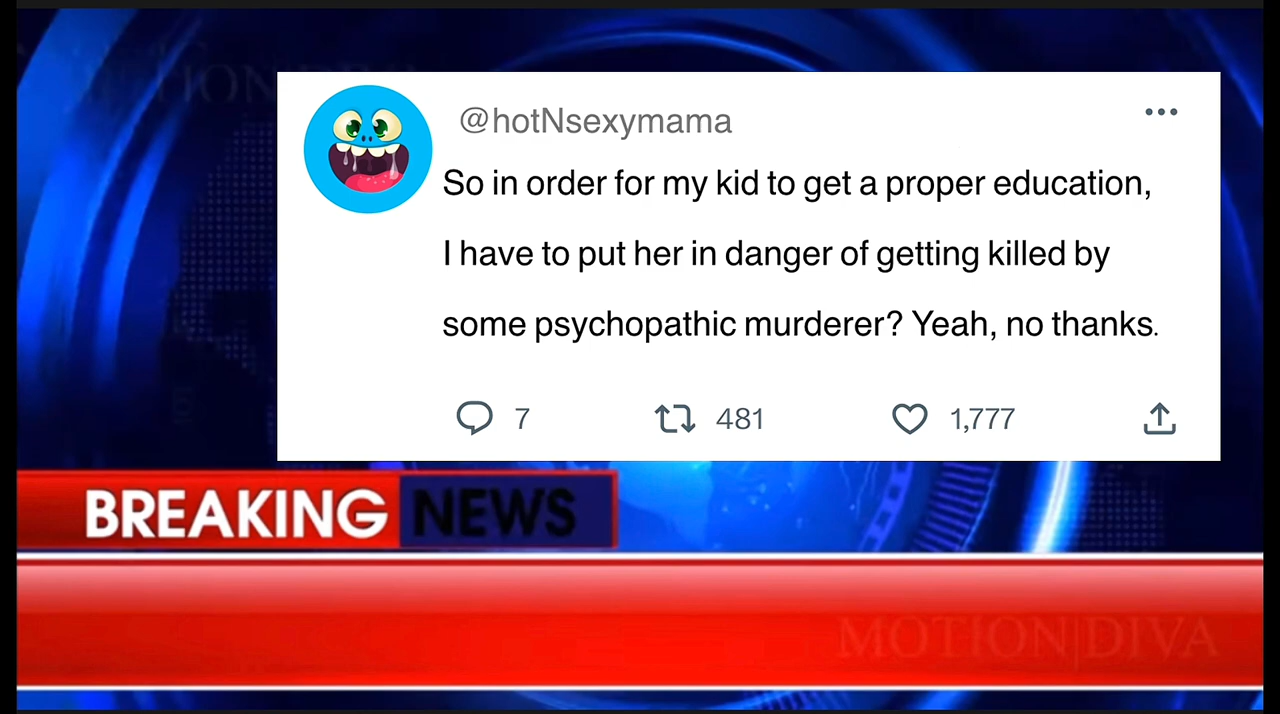 @hotNsexymama
So in order for my kid to get a proper education,
I have to put her in danger of getting killed by
some psychopathic murderer? Yeah, no thanks.
7 481 1,777
BREAKING NEWS
MOTION|DIVA